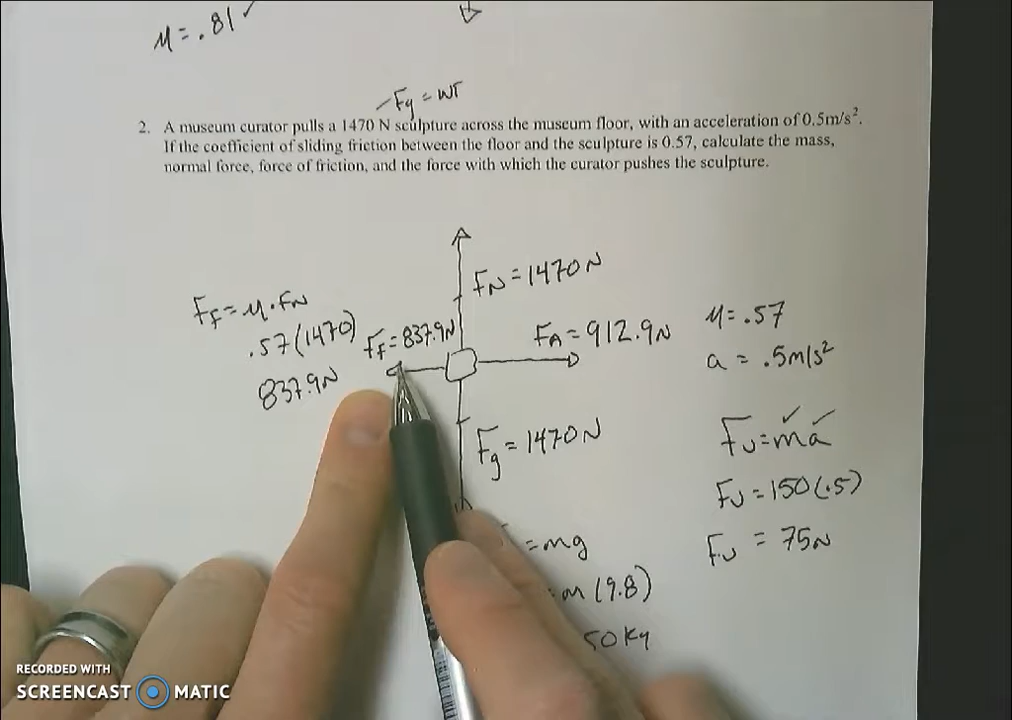 μ = .81 ✓
Fg = WT
2. A museum curator pulls a 1470 N sculpture across the museum floor, with an acceleration of 0.5m/s².
If the coefficient of sliding friction between the floor and the sculpture is 0.57, calculate the mass,
normal force, force of friction, and the force with which the curator pushes the sculpture.
FN = 1470N
FF = μ · FN
.57(1470)
837.9N
FF = 837.9N
FA = 912.9N
μ = .57
a = .5m/s²
Fg = 1470N
FU = ma
FU = 150(.5)
FU = 75N
= mg
m(9.8)
50 Kg
RECORDED WITH
SCREENCAST MATIC